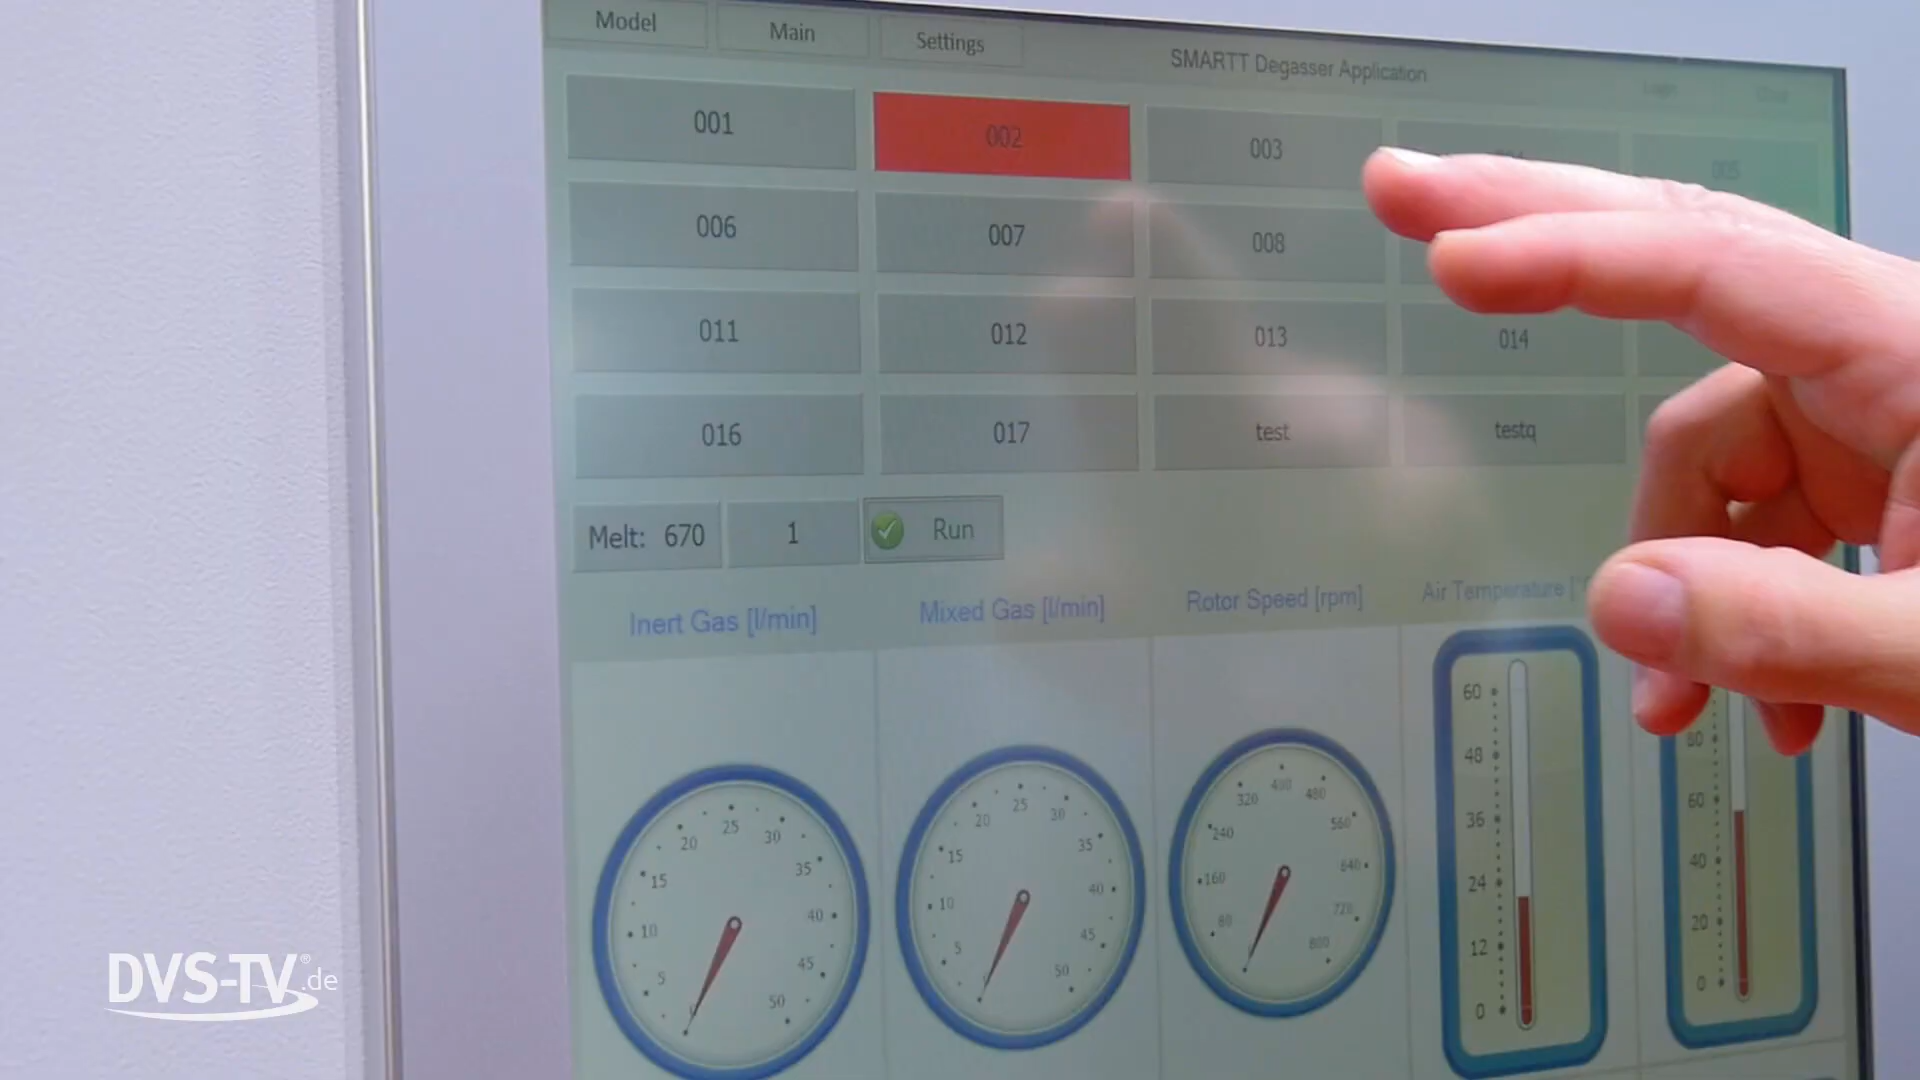 Model Main Settings SMARTT Degasser Application
001 002 003 005
006 007 008
011 012 013 014
016 017 test testq
Melt: 670 1 Run
Inert Gas [l/min] Mixed Gas [l/min] Rotor Speed [rpm] Air Temperature
0 5 10 15 20 25 30 35 40 45 50
5 10 15 20 25 30 35 40 45 50
80 160 240 320 400 480 560 640 720 800
60 48 36 24 12 0
80 60 40 20 0
DVS-TV®.de